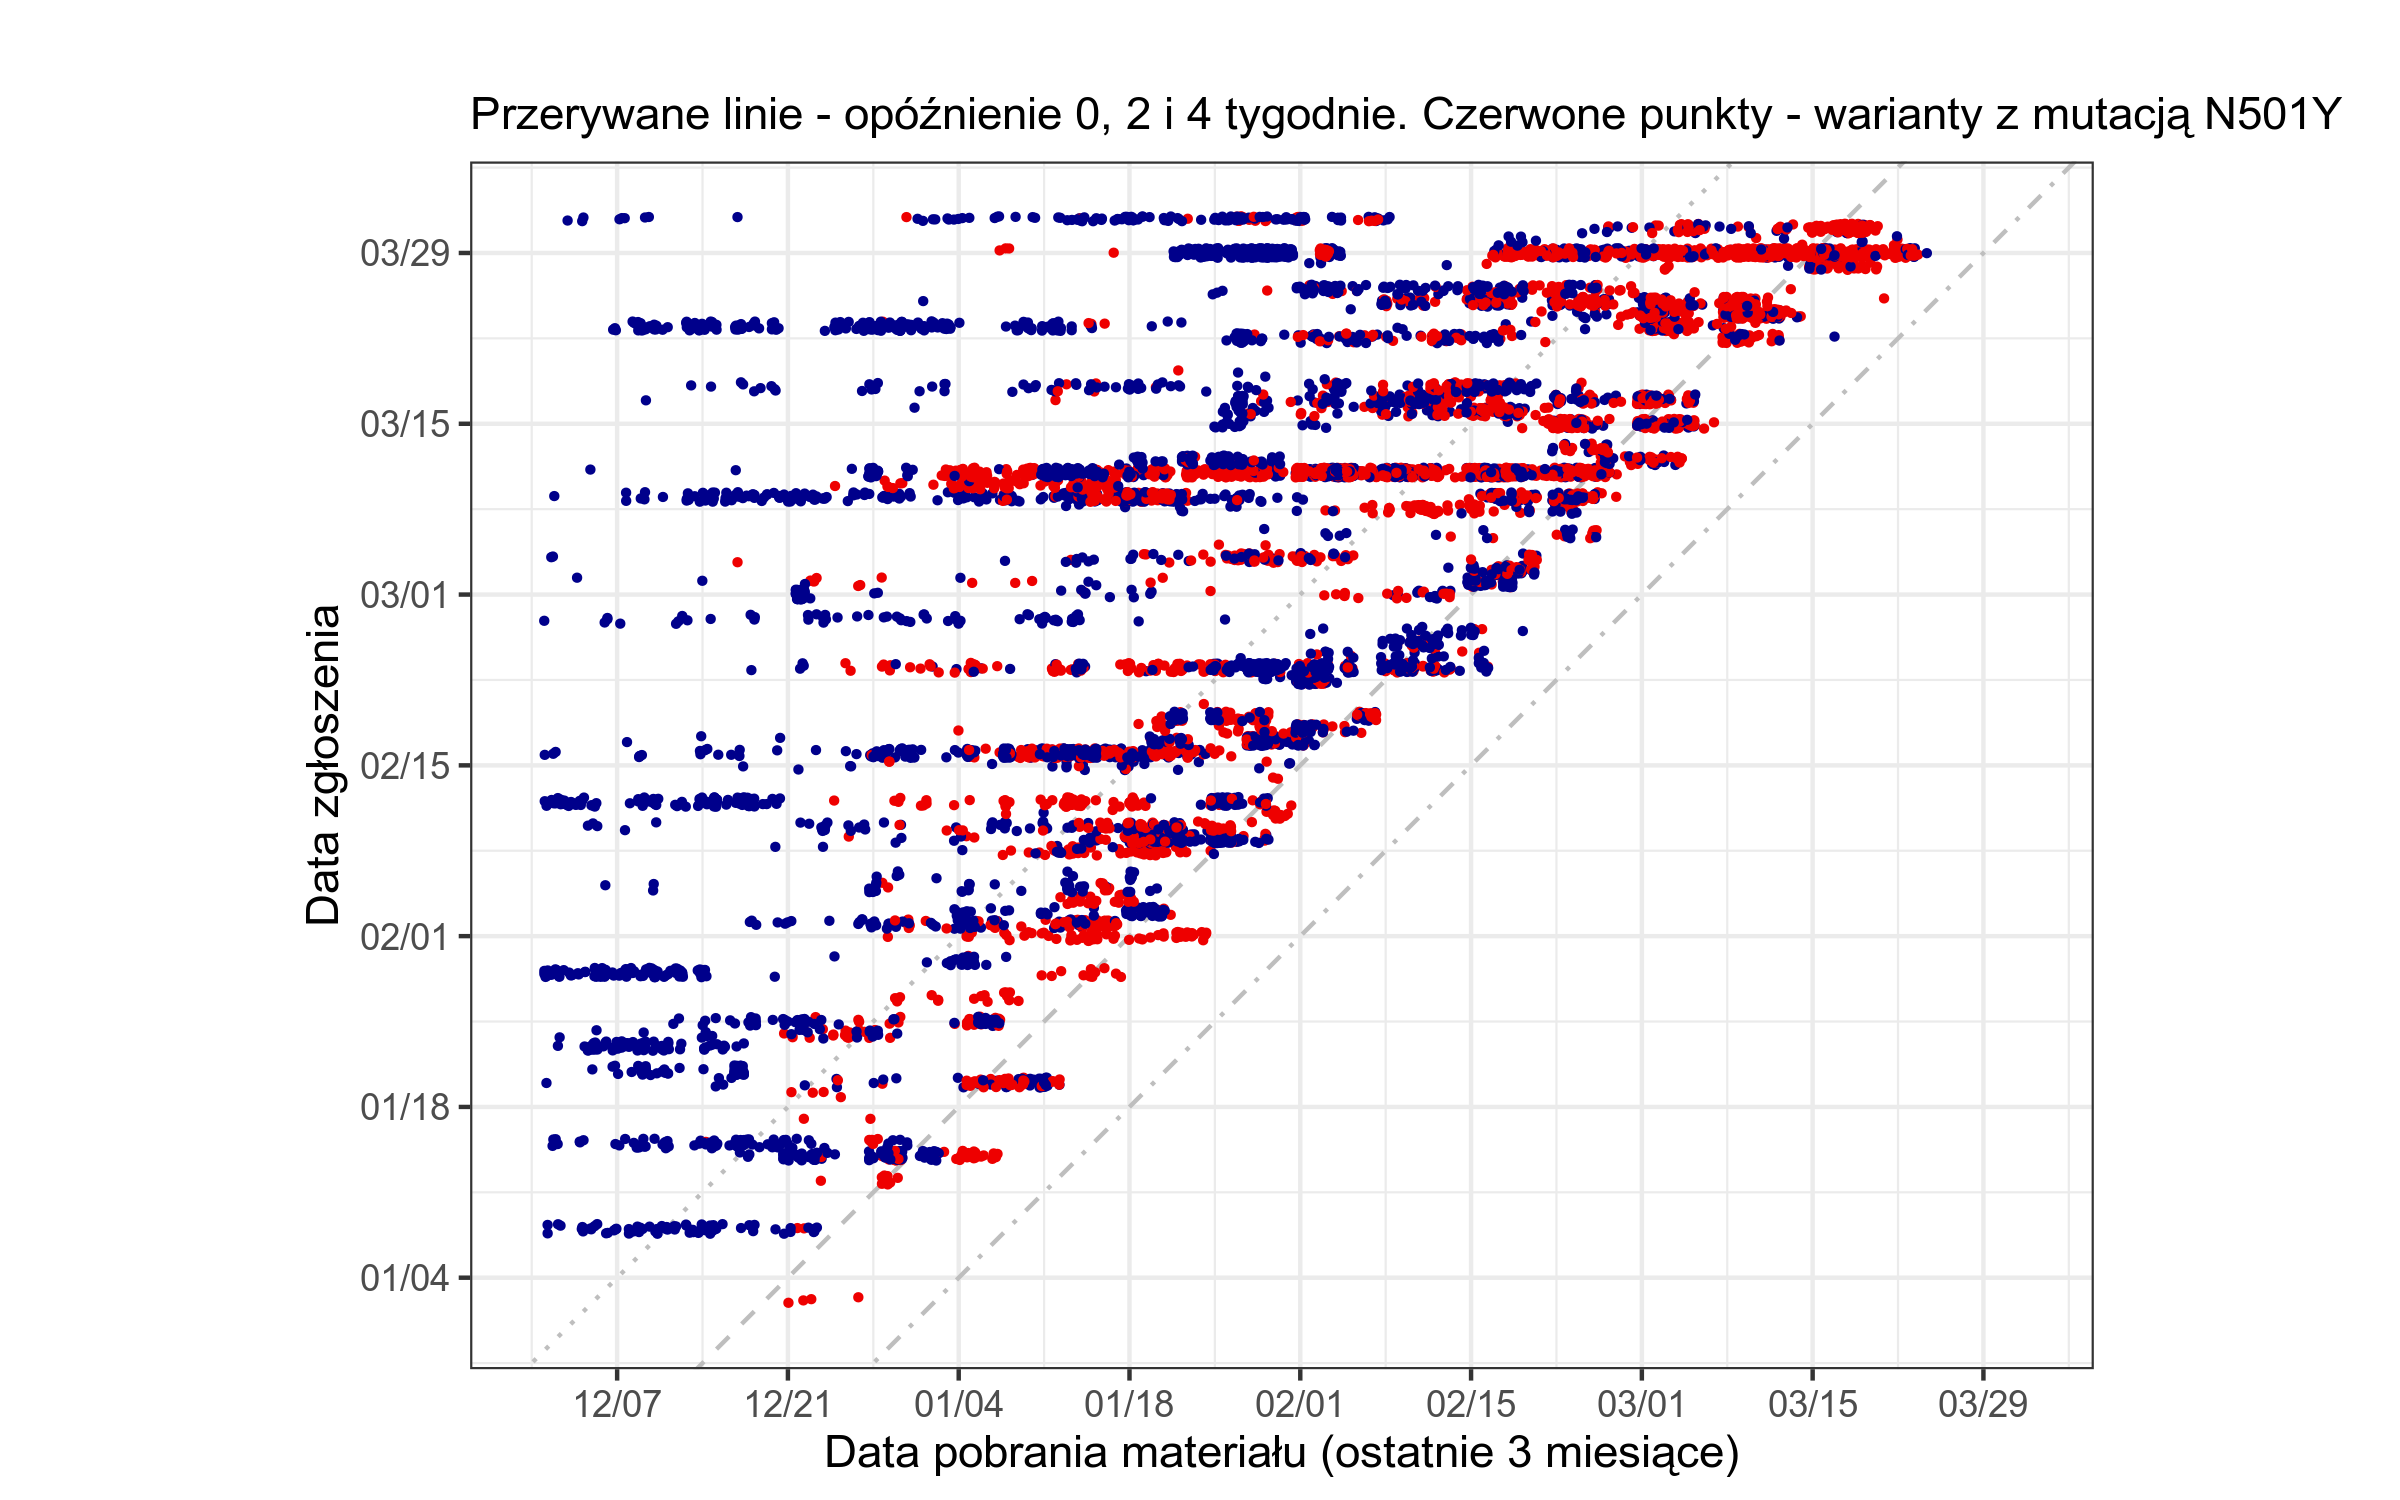 Przerywane linie - opóźnienie 0, 2 i 4 tygodnie. Czerwone punkty - warianty z mutacją N501Y
Data zgłoszenia
03/29
03/15
03/01
02/15
02/01
01/18
01/04
12/07 12/21 01/04 01/18 02/01 02/15 03/01 03/15 03/29
Data pobrania materiału (ostatnie 3 miesiące)